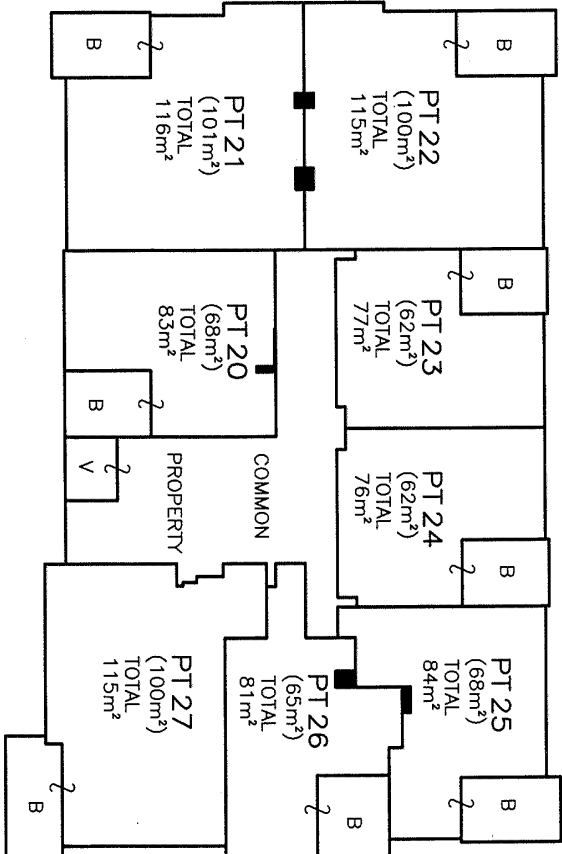 B
PT 21
(101m²)
TOTAL
116m²
PT 22
(100m²)
TOTAL
115m²
B
B
PT 23
(62m²)
TOTAL
77m²
PT 20
(68m²)
TOTAL
83m²
B
V
COMMON
PROPERTY
PT 24
(62m²)
TOTAL
76m²
B
PT 25
(68m²)
TOTAL
84m²
B
PT 26
(65m²)
TOTAL
81m²
B
PT 27
(100m²)
TOTAL
115m²
B